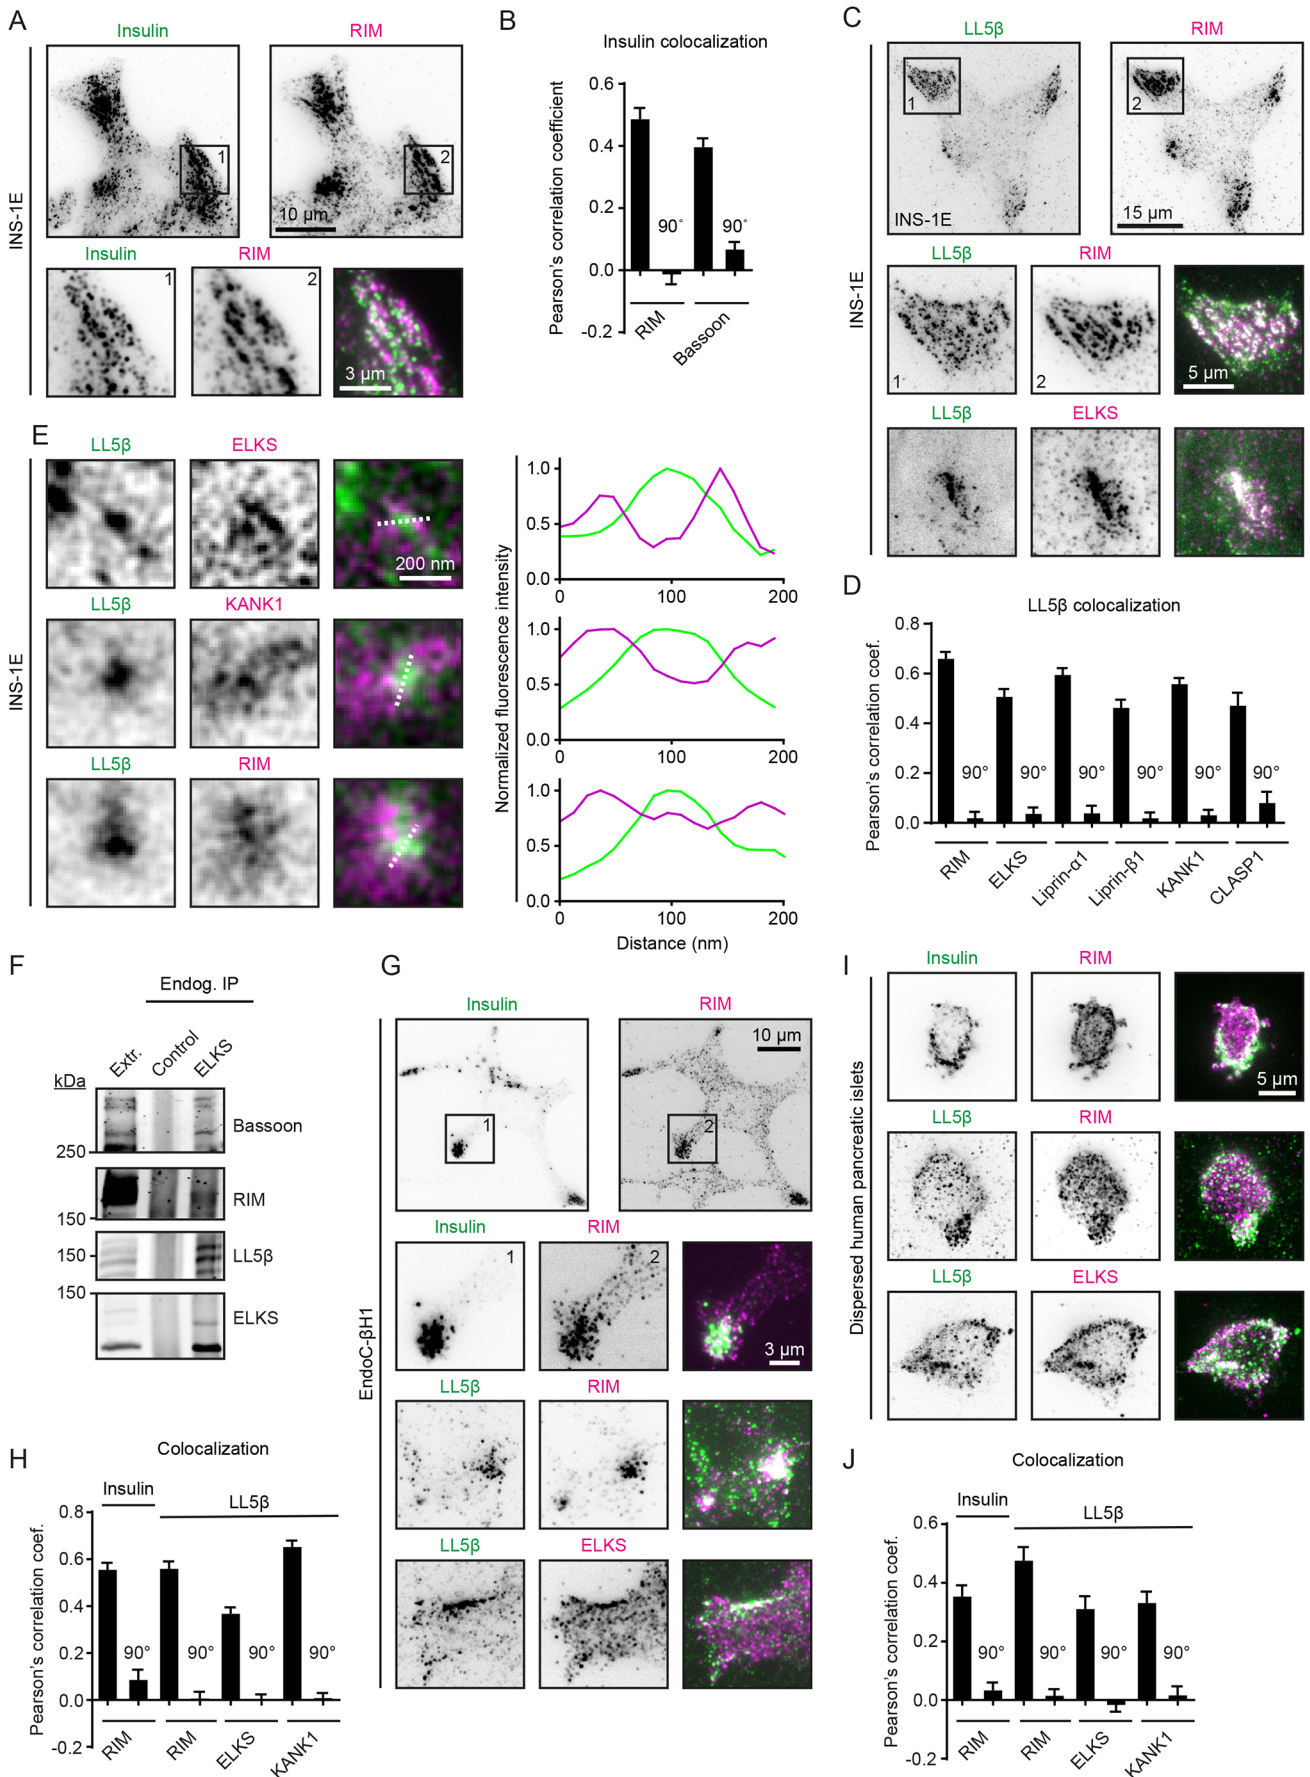 A
Insulin
RIM
1
2
10 µm
INS-1E
Insulin
RIM
1
2
3 µm
B
Insulin colocalization
Pearson's correlation coefficient
0.6
0.4
0.2
0.0
-0.2
90°
90°
RIM
Bassoon
C
LL5β
RIM
1
2
INS-1E
15 µm
INS-1E
LL5β
RIM
1
2
5 µm
LL5β
ELKS
D
LL5β colocalization
Pearson's correlation coef.
0.8
0.6
0.4
0.2
0.0
90°
90°
90°
90°
90°
90°
RIM
ELKS
Liprin-α1
Liprin-β1
KANK1
CLASP1
E
LL5β
ELKS
200 nm
INS-1E
LL5β
KANK1
LL5β
RIM
Normalized fluorescence intensity
1.0
0.5
0.0
0
100
200
1.0
0.5
0.0
0
100
200
1.0
0.5
0.0
0
100
200
Distance (nm)
F
Endog. IP
Extr.
Control
ELKS
kDa
250
Bassoon
RIM
150
150
LL5β
150
ELKS
G
Insulin
RIM
10 µm
1
2
EndoC-βH1
Insulin
RIM
1
2
3 µm
LL5β
RIM
LL5β
ELKS
H
Colocalization
Insulin
LL5β
Pearson's correlation coef.
0.8
0.6
0.4
0.2
0.0
-0.2
90°
90°
90°
90°
RIM
RIM
ELKS
KANK1
I
Insulin
RIM
5 µm
Dispersed human pancreatic islets
LL5β
RIM
LL5β
ELKS
J
Colocalization
Insulin
LL5β
Pearson's correlation coef.
0.6
0.4
0.2
0.0
-0.2
90°
90°
90°
90°
RIM
RIM
ELKS
KANK1